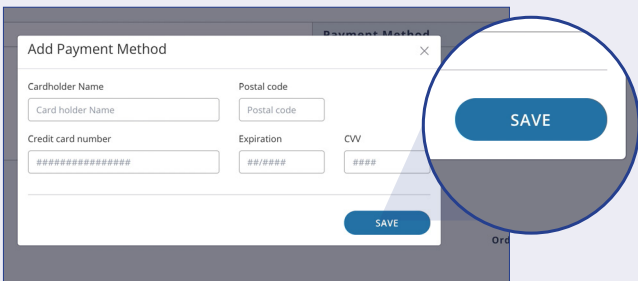 Payment Method
Add Payment Method
Cardholder Name
Postal code
Card holder Name
Postal code
Credit card number
Expiration
CVV
################
##/####
####
SAVE
SAVE
Ord